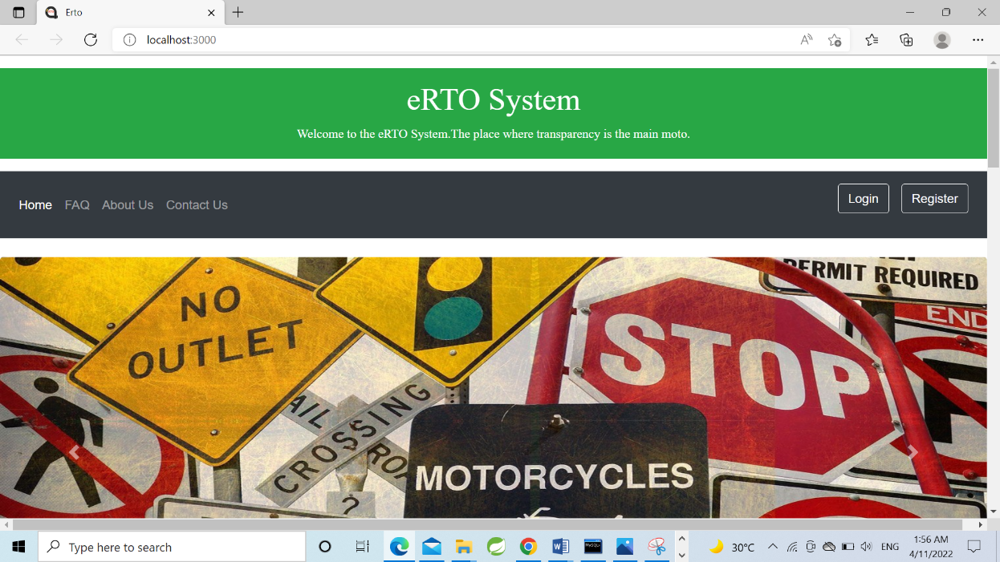 Erto
localhost:3000
eRTO System
Welcome to the eRTO System.The place where transparency is the main moto.
Home FAQ About Us Contact Us Login Register
PERMIT REQUIRED
END
NO
OUTLET
STOP
CROSSING
MOTORCYCLES
?
Type here to search
MySQL
30°C
ENG
1:56 AM
4/11/2022